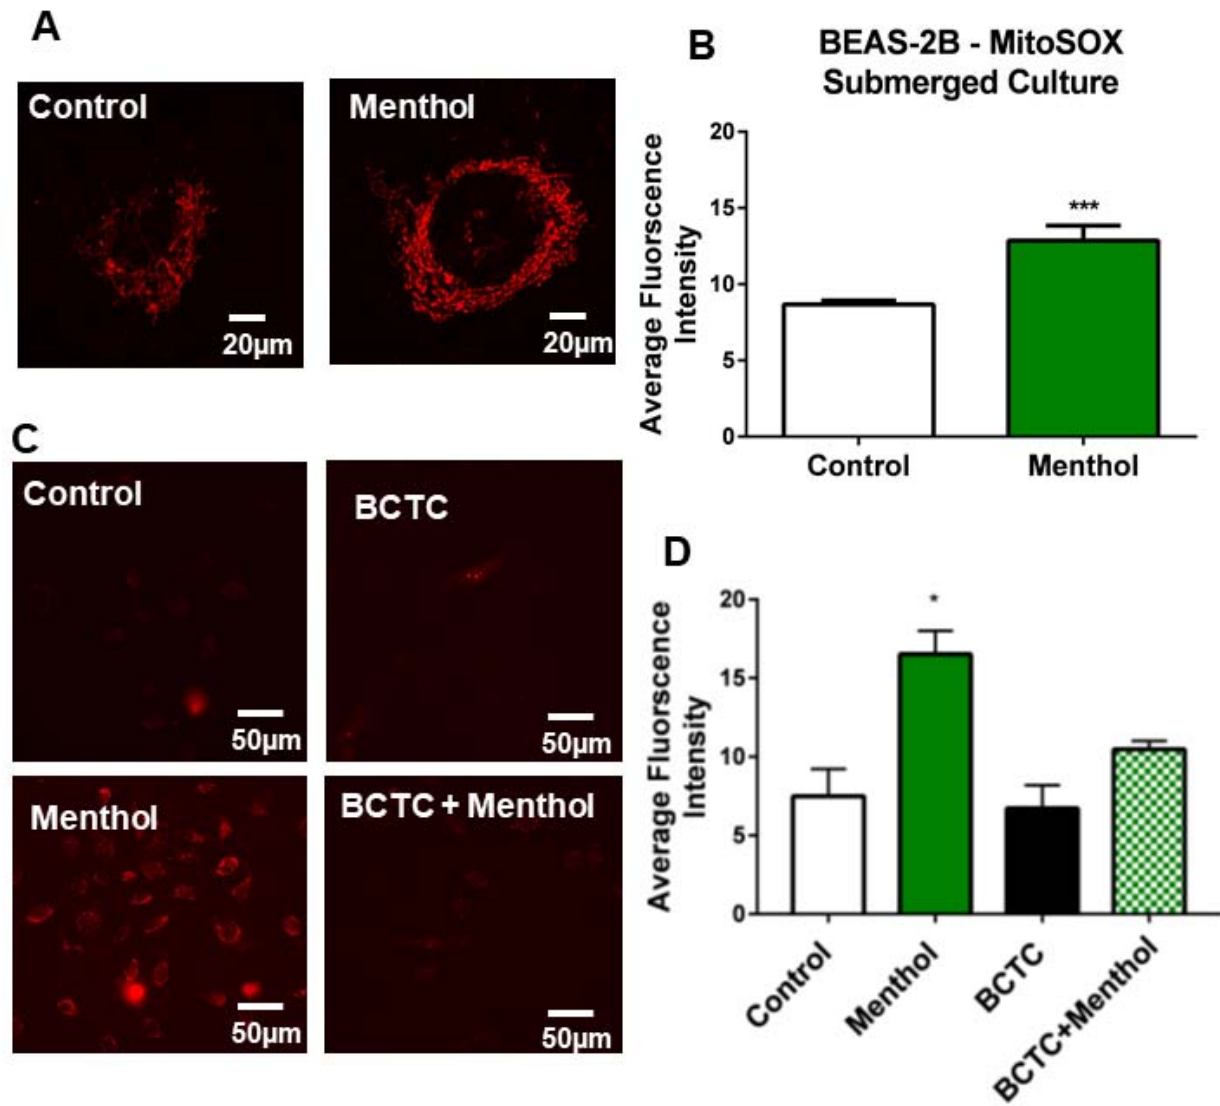 A
Control
20µm
Menthol
20µm
B
BEAS-2B - MitoSOX
Submerged Culture
Average Fluorescence
Intensity
20
15
10
5
0
***
Control
Menthol
C
Control
50µm
BCTC
50µm
Menthol
50µm
BCTC + Menthol
50µm
D
Average Fluorescence
Intensity
20
15
10
5
0
*
Control
Menthol
BCTC
BCTC+Menthol